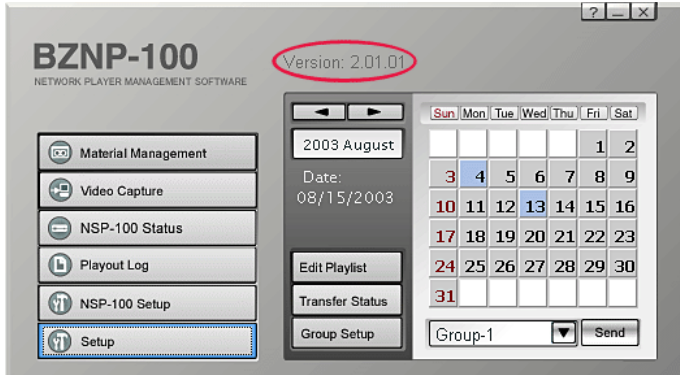 ? _ X
BZNP-100
NETWORK PLAYER MANAGEMENT SOFTWARE
Version: 2.01.01
Material Management
Video Capture
NSP-100 Status
Playout Log
NSP-100 Setup
Setup
2003 August
Date:
08/15/2003
Edit Playlist
Transfer Status
Group Setup
Sun Mon Tue Wed Thu Fri Sat
1 2
3 4 5 6 7 8 9
10 11 12 13 14 15 16
17 18 19 20 21 22 23
24 25 26 27 28 29 30
31
Group-1
Send